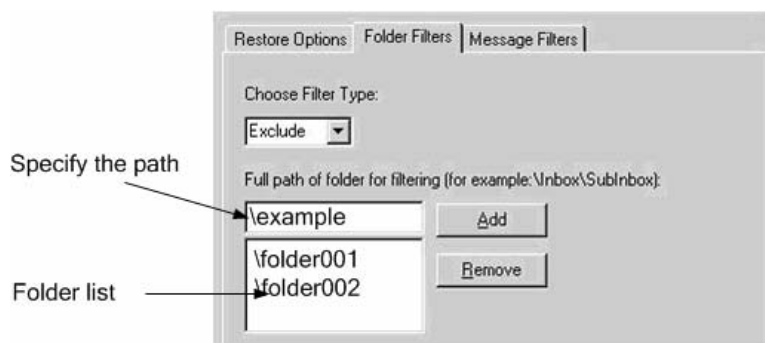 Restore Options Folder Filters Message Filters
Choose Filter Type:
Exclude
Specify the path
Full path of folder for filtering (for example:\Inbox\SubInbox):
\example Add
\folder001
\folder002 Remove
Folder list